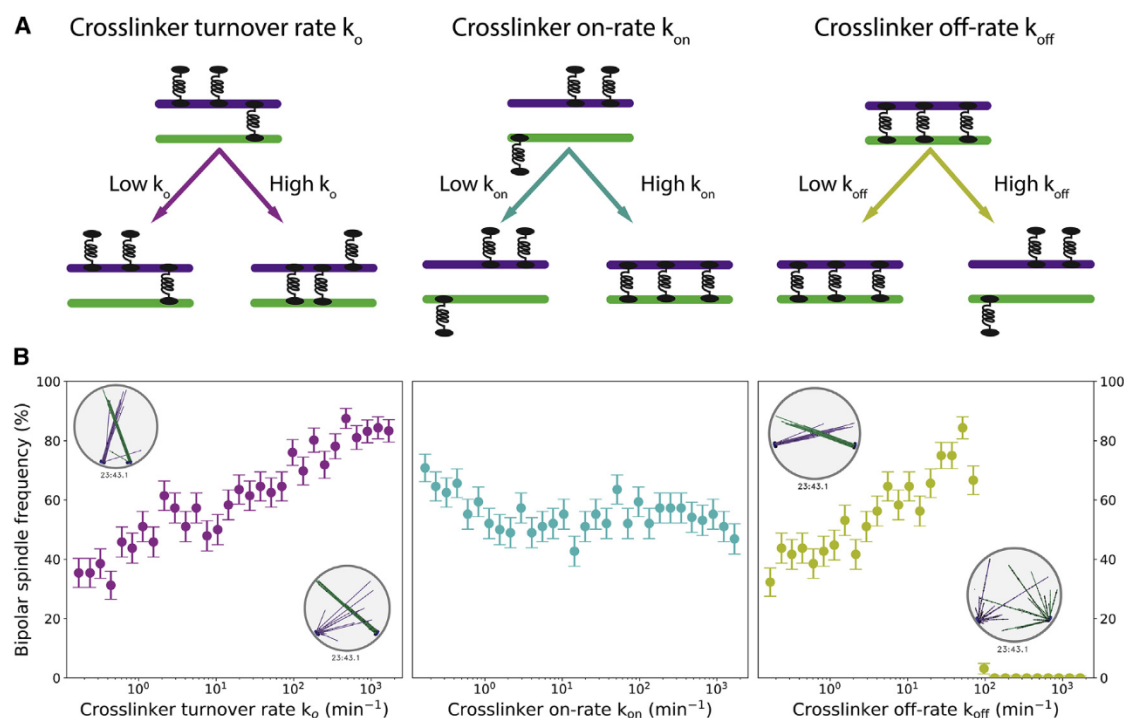 A
Crosslinker turnover rate kₒ
Crosslinker on-rate kₒₙ
Crosslinker off-rate k_off
Low kₒ
High kₒ
Low kₒₙ
High kₒₙ
Low k_off
High k_off
B
Bipolar spindle frequency (%)
100
80
60
40
20
0
23:43.1
23:43.1
10⁰ 10¹ 10² 10³
Crosslinker turnover rate kₒ (min⁻¹)
10⁰ 10¹ 10² 10³
Crosslinker on-rate kₒₙ (min⁻¹)
23:43.1
23:43.1
10⁰ 10¹ 10² 10³
Crosslinker off-rate k_off (min⁻¹)
100
80
60
40
20
0